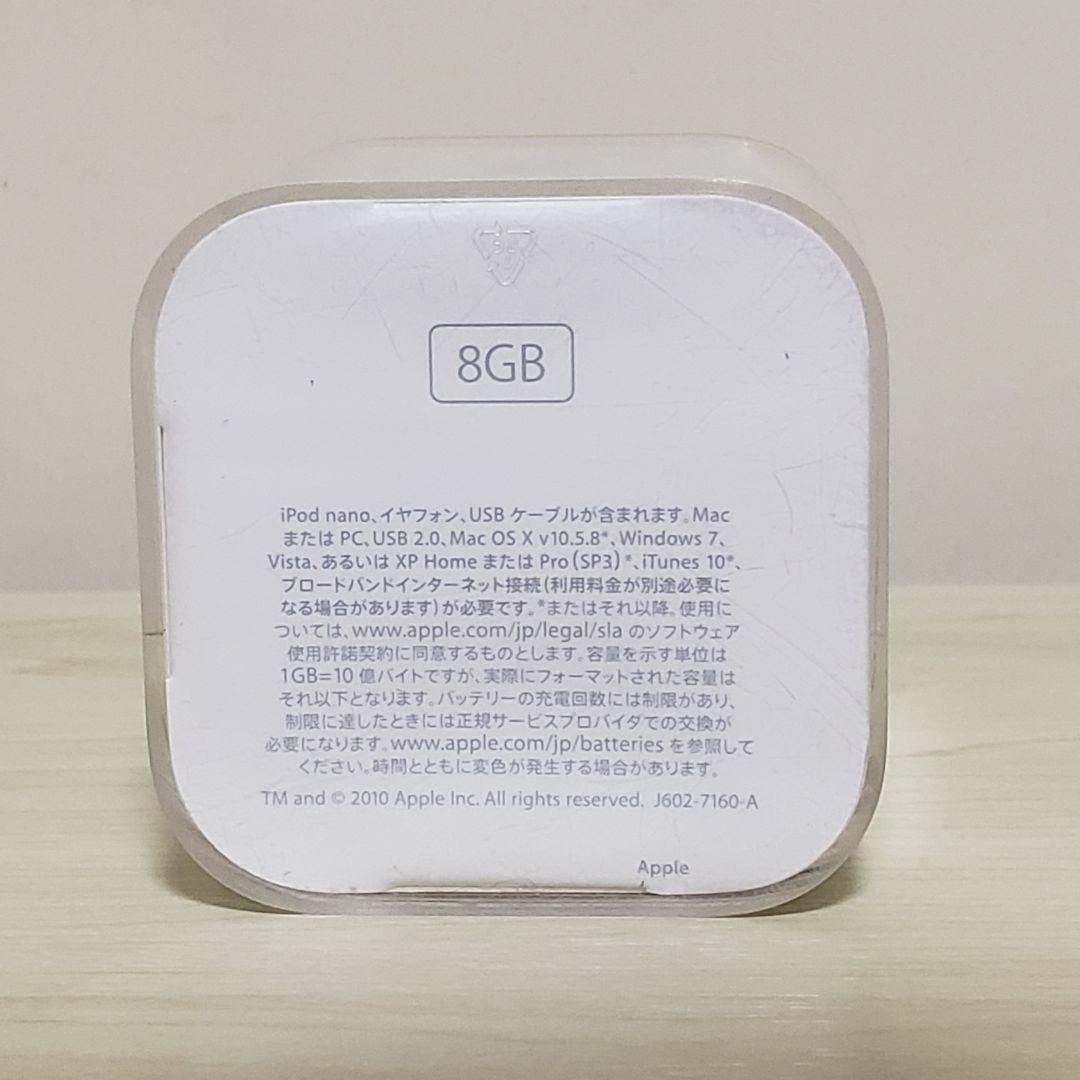 8GB
iPod nano、イヤフォン、USB ケーブルが含まれます。Mac
または PC、USB 2.0、Mac OS X v10.5.8*、Windows 7、
Vista、あるいは XP Home または Pro(SP3)*、iTunes 10*、
ブロードバンドインターネット接続(利用料金が別途必要に
なる場合があります)が必要です。*またはそれ以降。使用に
ついては、www.apple.com/jp/legal/sla のソフトウェア
使用許諾契約に同意するものとします。容量を示す単位は
1GB=10 億バイトですが、実際にフォーマットされた容量は
それ以下となります。バッテリーの充電回数には制限があり、
制限に達したときには正規サービスプロバイダでの交換が
必要になります。www.apple.com/jp/batteries を参照して
ください。時間とともに変色が発生する場合があります。
TM and © 2010 Apple Inc. All rights reserved. J602-7160-A
Apple